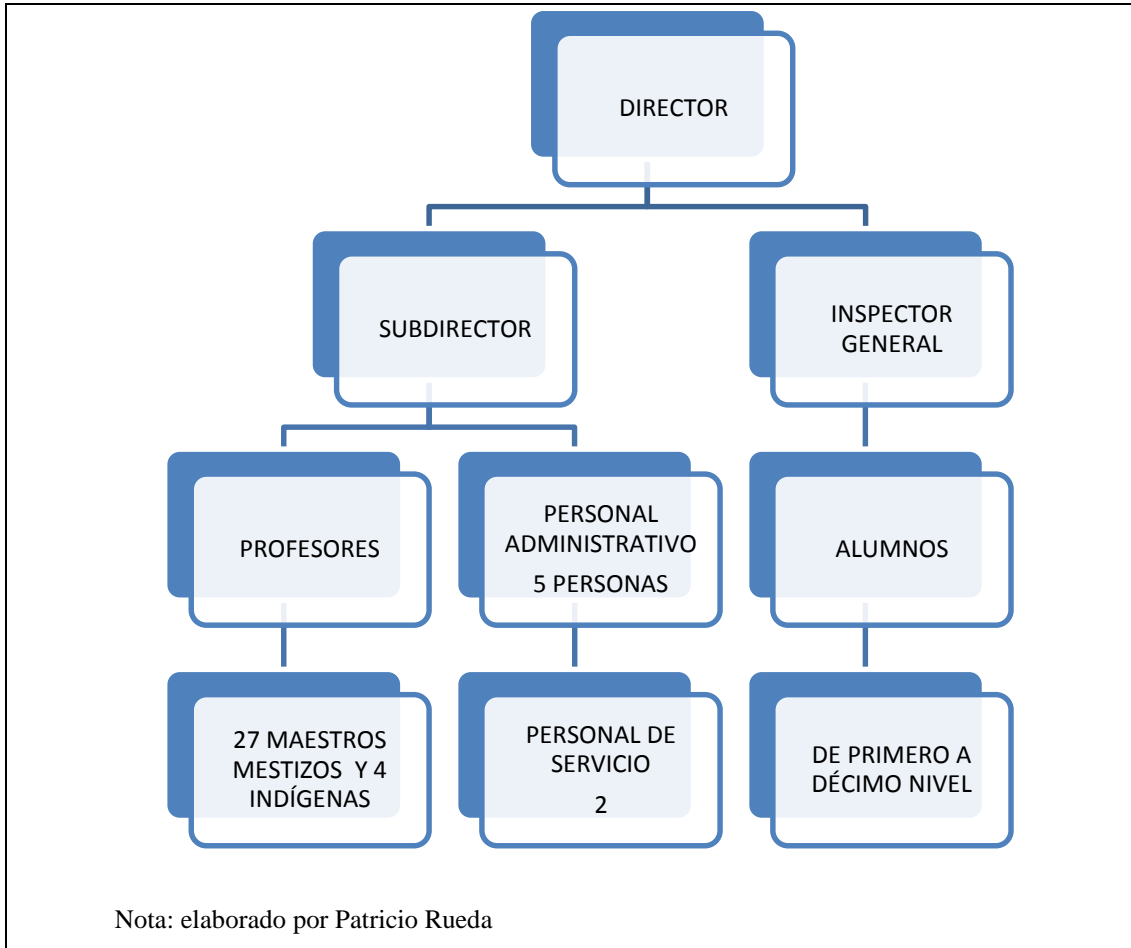 DIRECTOR
SUBDIRECTOR
INSPECTOR
GENERAL
PROFESORES
PERSONAL
ADMINISTRATIVO
5 PERSONAS
ALUMNOS
27 MAESTROS
MESTIZOS Y 4
INDÍGENAS
PERSONAL DE
SERVICIO
2
DE PRIMERO A
DÉCIMO NIVEL
Nota: elaborado por Patricio Rueda